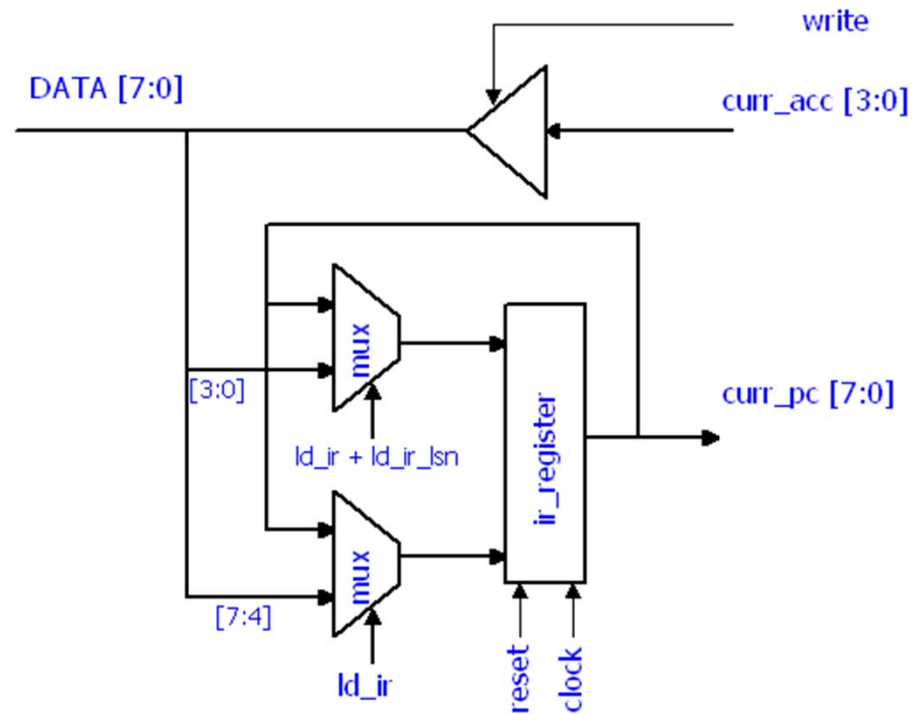 write
DATA [7:0]
curr_acc [3:0]
mux
[3:0]
curr_pc [7:0]
ld_ir + ld_ir_lsn
ir_register
mux
[7:4]
ld_ir
reset
clock